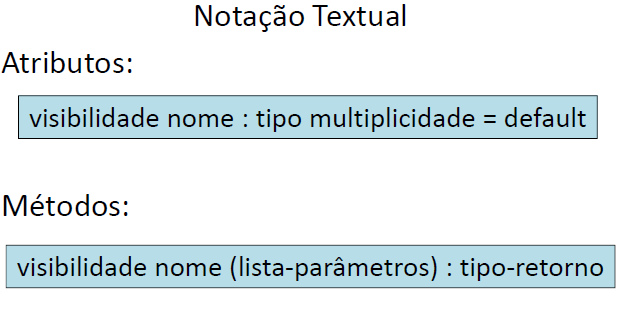 Notação Textual
Atributos:
visibilidade nome : tipo multiplicidade = default
Métodos:
visibilidade nome (lista-parâmetros) : tipo-retorno